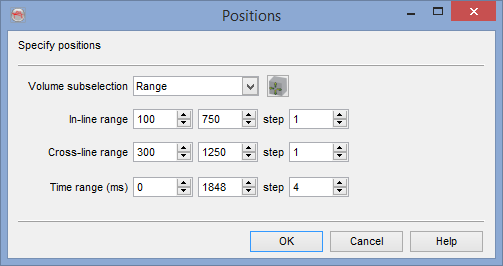 Positions
Specify positions
Volume subselection Range
In-line range 100 750 step 1
Cross-line range 300 1250 step 1
Time range (ms) 0 1848 step 4
OK Cancel Help